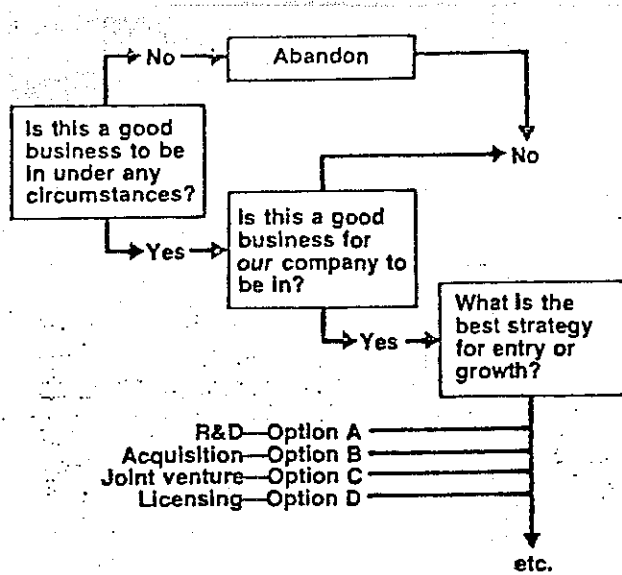 No
Abandon
Is this a good
business to be
in under any
circumstances?
No
Yes
Is this a good
business for
our company to
be in?
Yes
What is the
best strategy
for entry or
growth?
R&D—Option A
Acquisition—Option B
Joint venture—Option C
Licensing—Option D
etc.